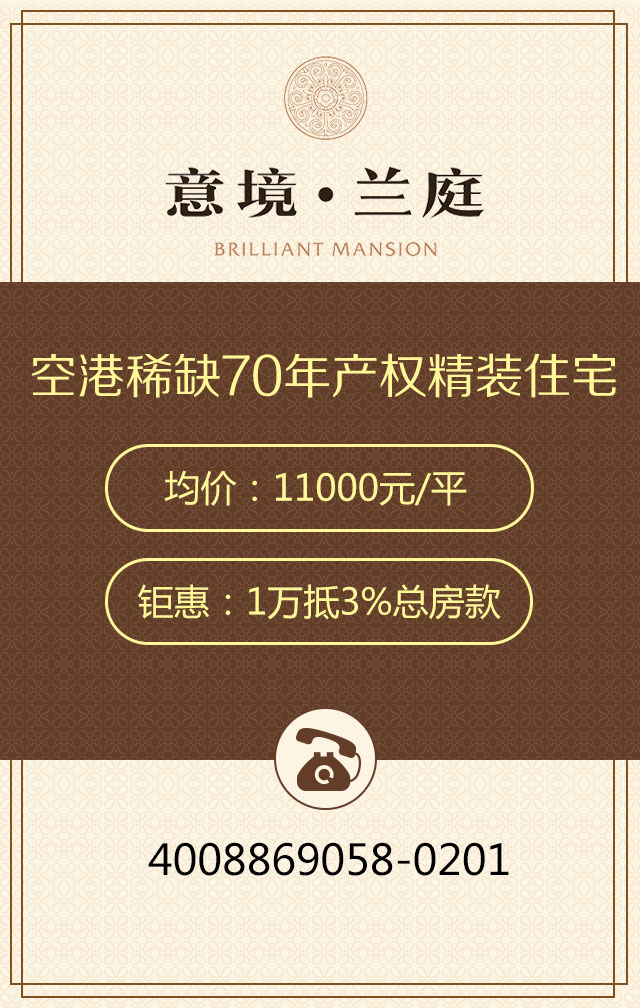 意境·兰庭
BRILLIANT MANSION
空港稀缺70年产权精装住宅
均价：11000元/平
钜惠：1万抵3%总房款
4008869058-0201